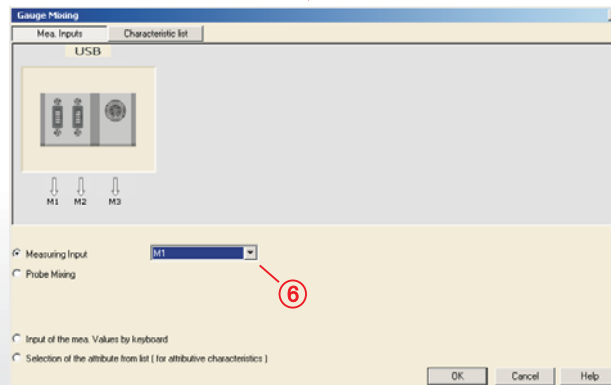 Gauge Mixing
Mea. Inputs Characteristic list
USB
M1 M2 M3
Measuring Input M1
Probe Mixing
6
Input of the mea. Values by keyboard
Selection of the attribute from list ( for attributive characteristics )
OK Cancel Help